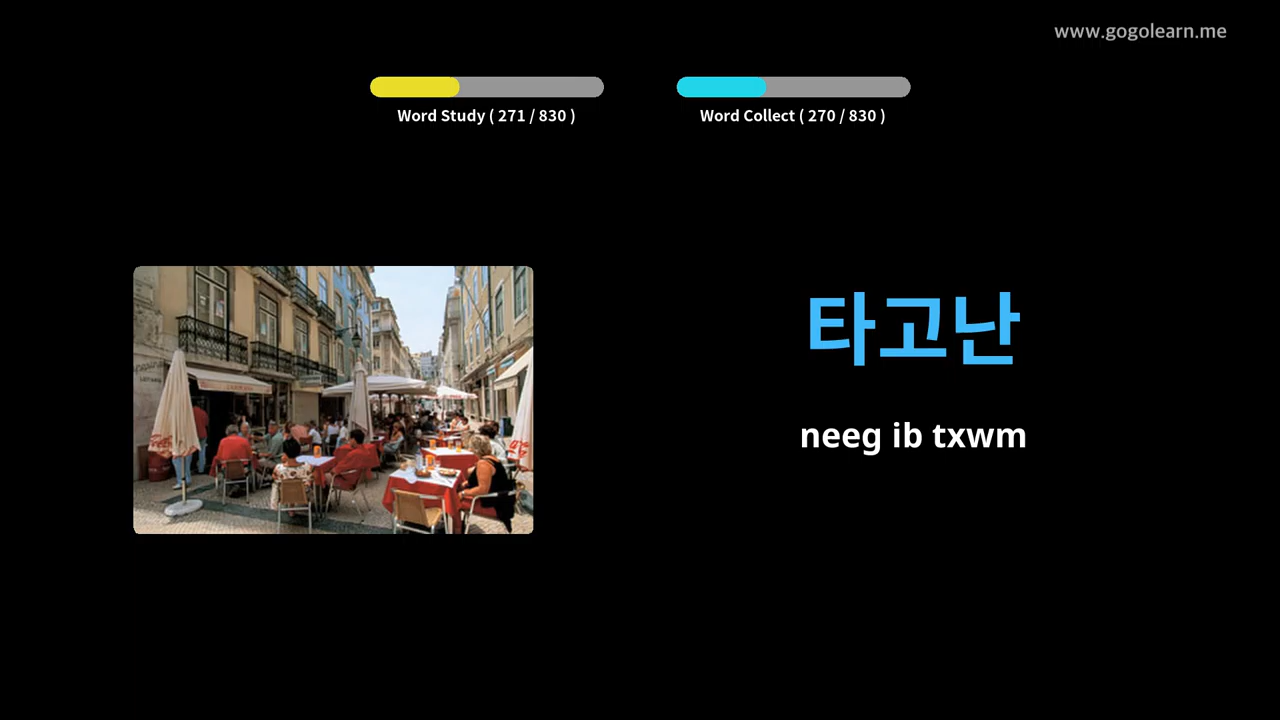 www.gogolearn.me
Word Study ( 271 / 830 )
Word Collect ( 270 / 830 )
타고난
neeg ib txwm